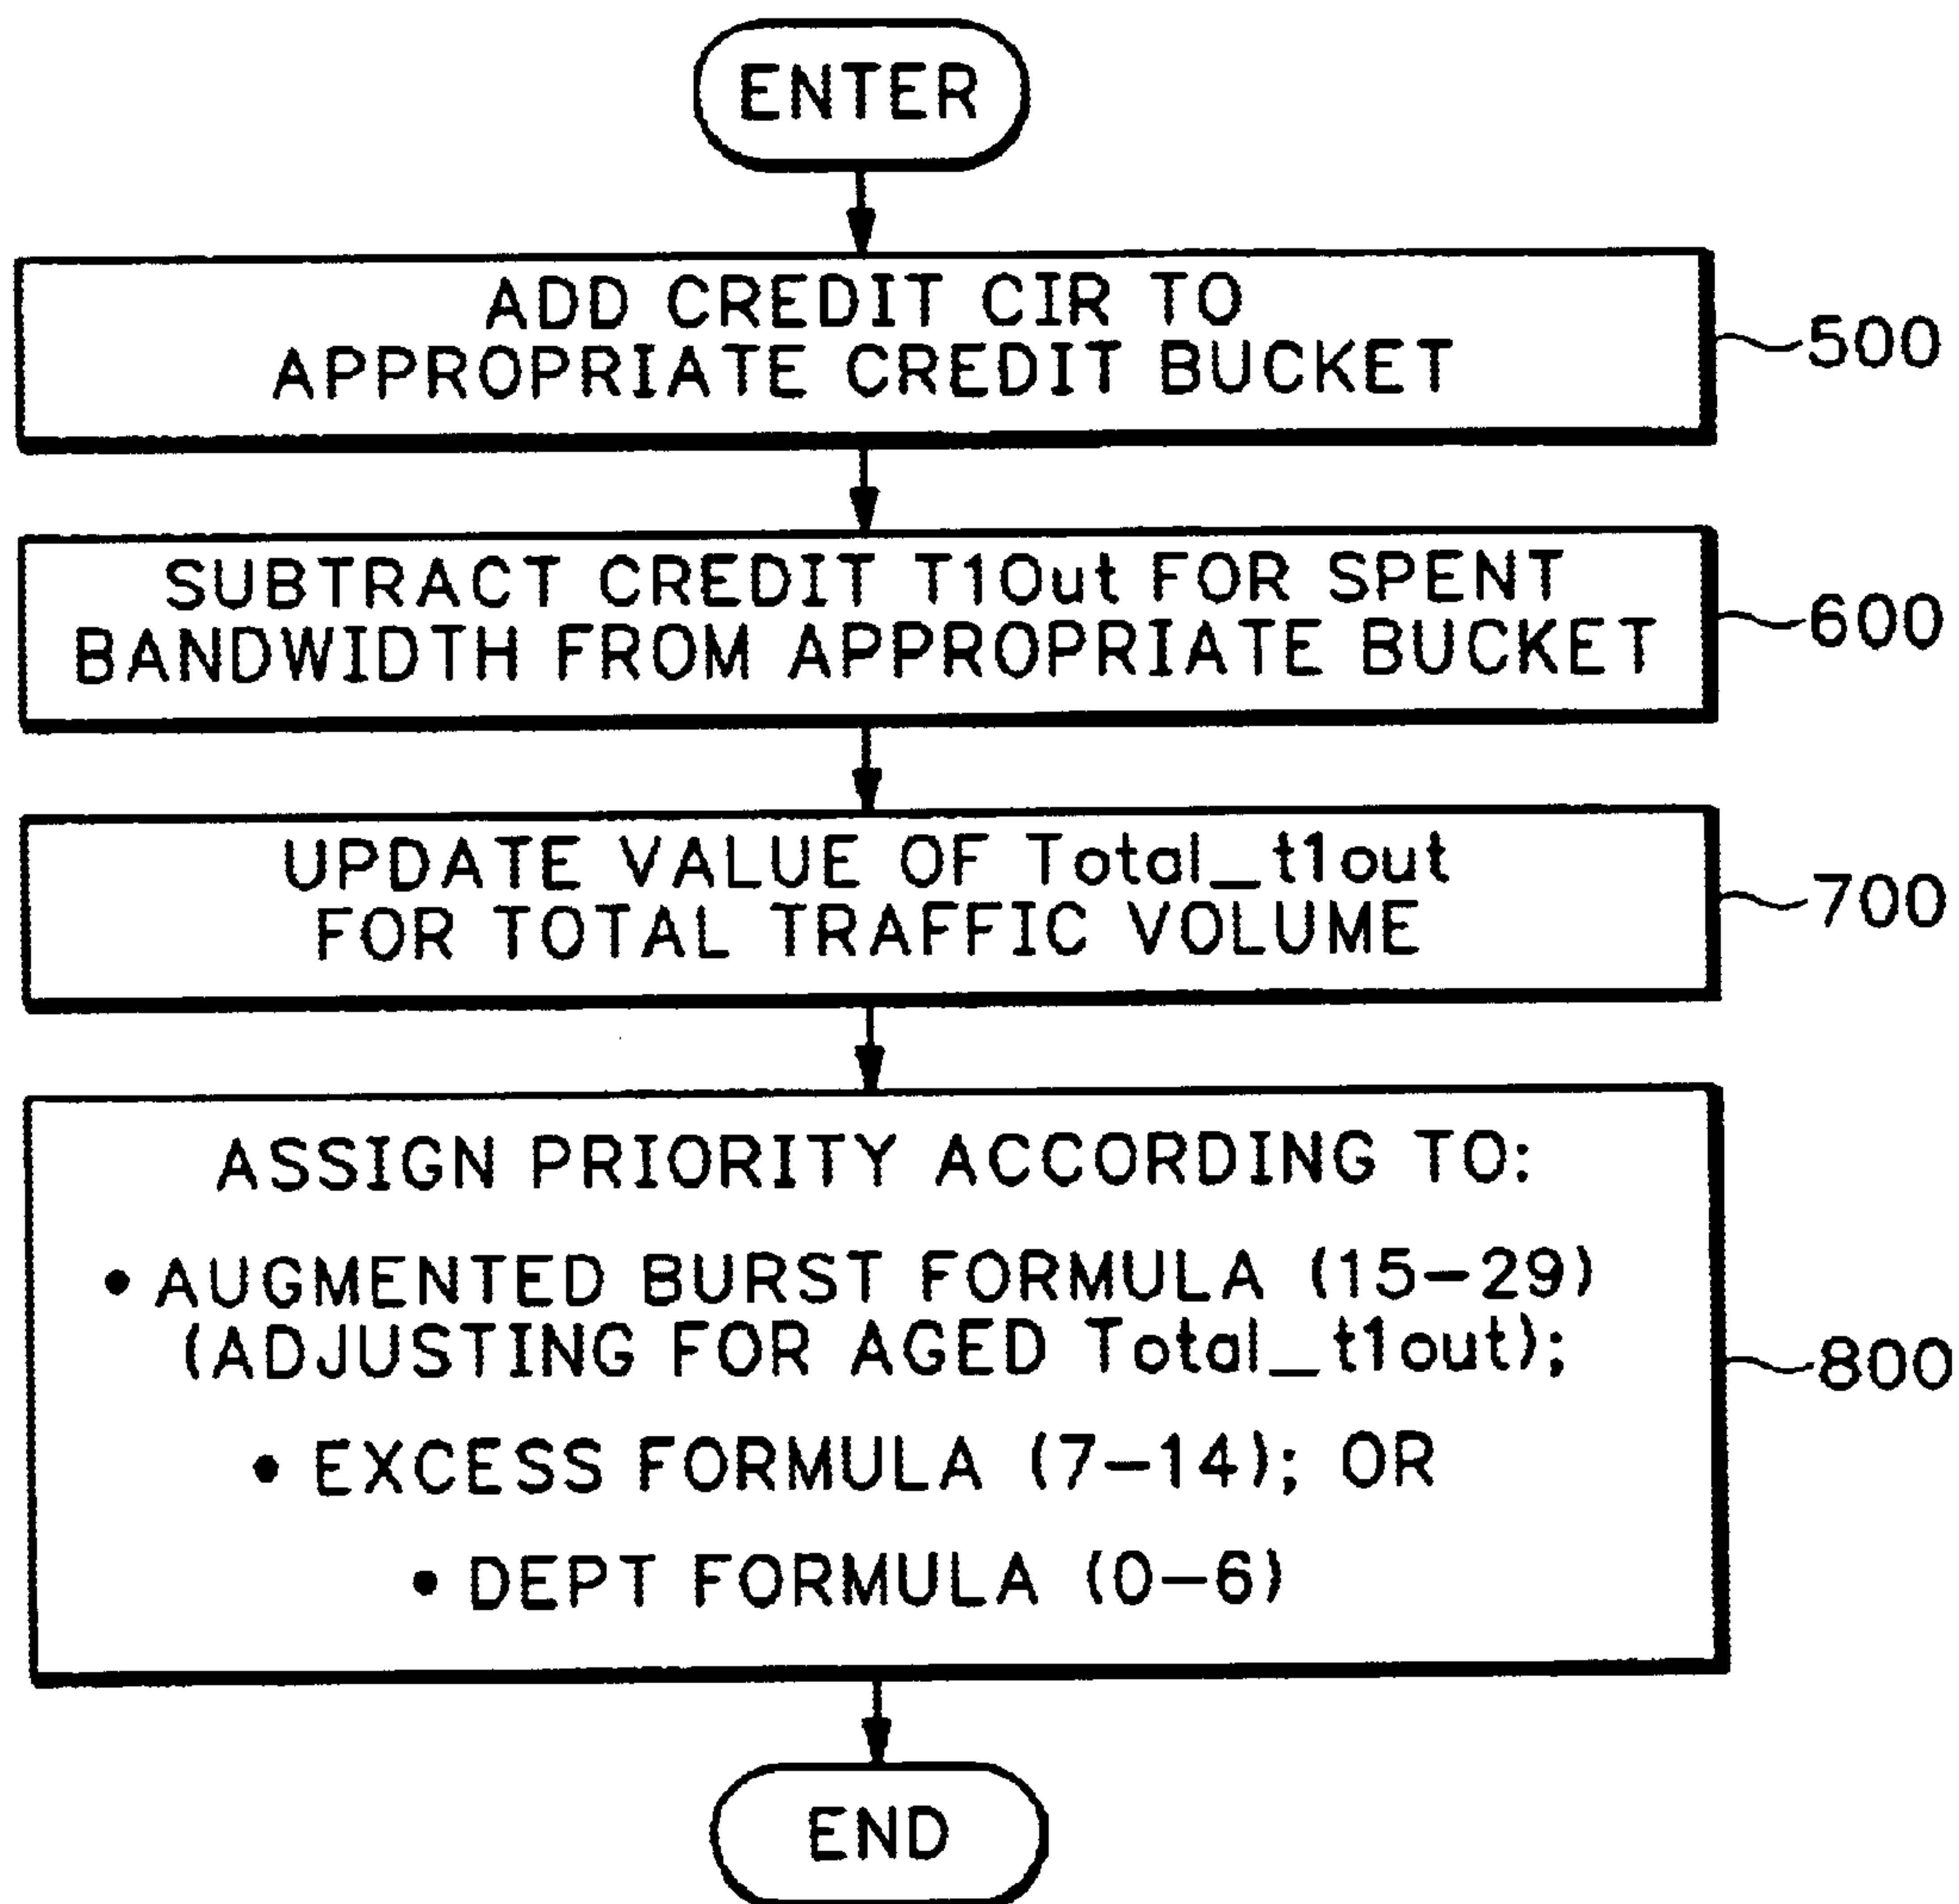 ENTER
ADD CREDIT CIR TO
APPROPRIATE CREDIT BUCKET
500
SUBTRACT CREDIT T1Out FOR SPENT
BANDWIDTH FROM APPROPRIATE BUCKET
600
UPDATE VALUE OF Total_t1out
FOR TOTAL TRAFFIC VOLUME
700
ASSIGN PRIORITY ACCORDING TO:
• AUGMENTED BURST FORMULA (15-29)
(ADJUSTING FOR AGED Total_t1out);
800
• EXCESS FORMULA (7-14); OR
• DEPT FORMULA (0-6)
END